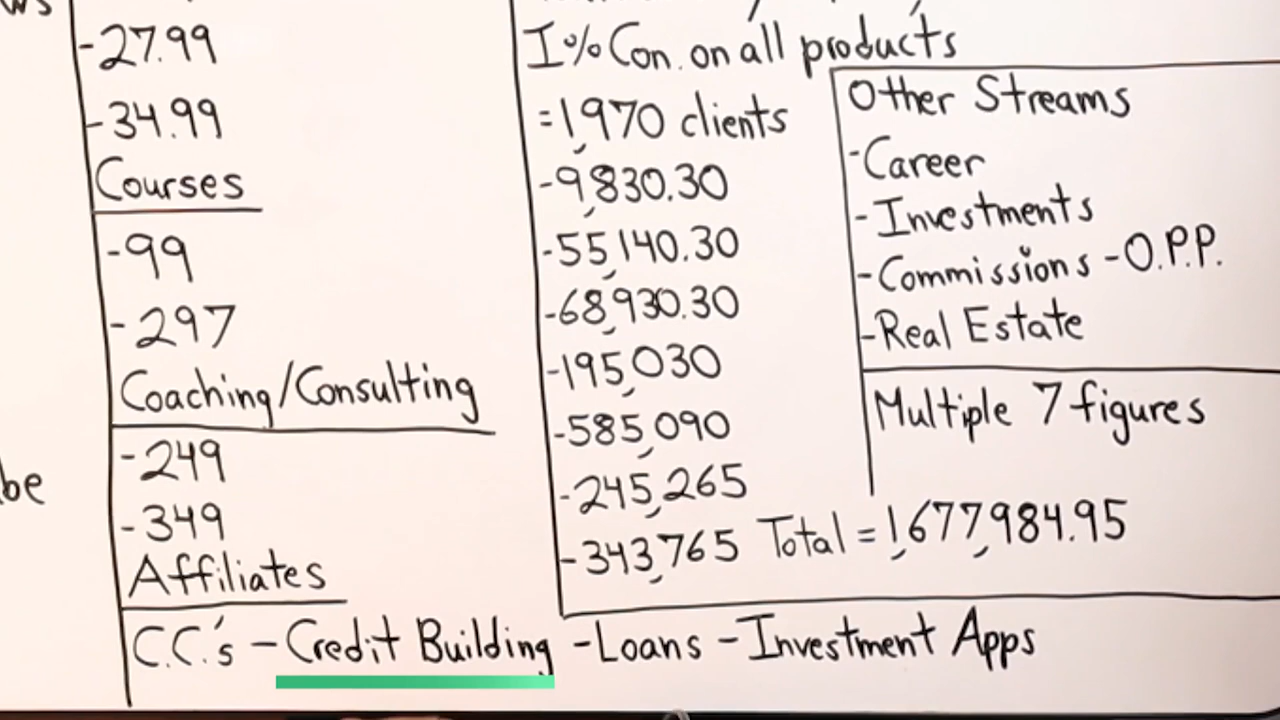 -27.99
-34.99
Courses
-99
-297
Coaching/Consulting
-249
be
-349
Affiliates
C.C.'s - Credit Building - Loans - Investment Apps
1% Con. on all products
=1,970 clients
-9,830.30
-55,140.30
-68,930.30
-195,030
-585,090
-245,265
-343,765 Total = 1,677,984.95
Other Streams
-Career
-Investments
-Commissions - O.P.P.
-Real Estate
Multiple 7 figures